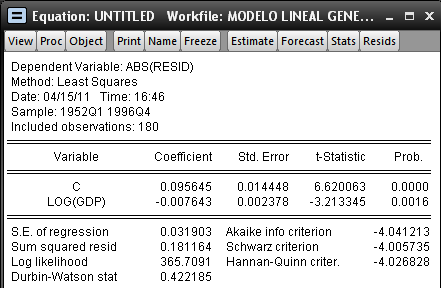 Equation: UNTITLED Workfile: MODELO LINEAL GENE...
View Proc Object Print Name Freeze Estimate Forecast Stats Resids
Dependent Variable: ABS(RESID)
Method: Least Squares
Date: 04/15/11 Time: 16:46
Sample: 1952Q1 1996Q4
Included observations: 180
Variable Coefficient Std. Error t-Statistic Prob.
C 0.095645 0.014448 6.620063 0.0000
LOG(GDP) -0.007643 0.002378 -3.213345 0.0016
S.E. of regression 0.031903 Akaike info criterion -4.041213
Sum squared resid 0.181164 Schwarz criterion -4.005735
Log likelihood 365.7091 Hannan-Quinn criter. -4.026828
Durbin-Watson stat 0.422185